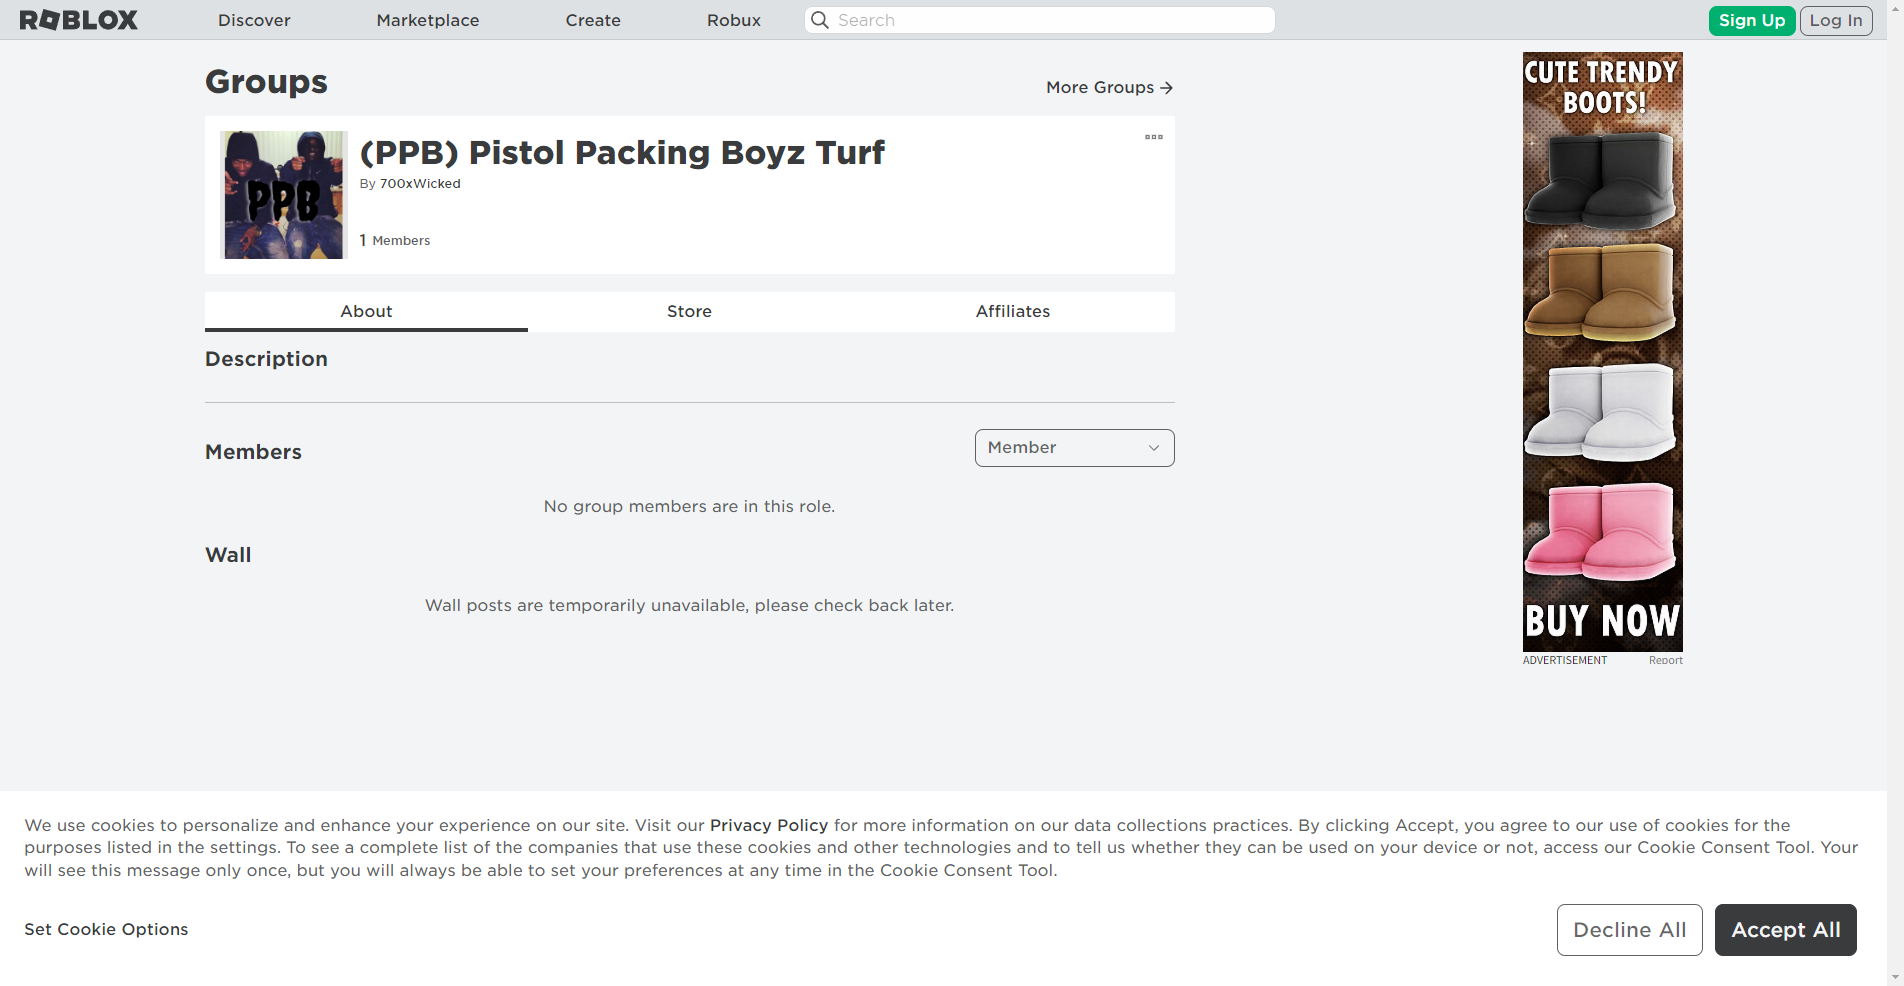 ROBLOX Discover Marketplace Create Robux Search Sign Up Log In
Groups
More Groups
(PPB) Pistol Packing Boyz Turf
By 700xWicked
1 Members
PPB
About Store Affiliates
Description
Members
Member
No group members are in this role.
Wall
Wall posts are temporarily unavailable, please check back later.
CUTE TRENDY
BOOTS!
BUY NOW
ADVERTISEMENT Report
We use cookies to personalize and enhance your experience on our site. Visit our Privacy Policy for more information on our data collections practices. By clicking Accept, you agree to our use of cookies for the
purposes listed in the settings. To see a complete list of the companies that use these cookies and other technologies and to tell us whether they can be used on your device or not, access our Cookie Consent Tool. Your
will see this message only once, but you will always be able to set your preferences at any time in the Cookie Consent Tool.
Set Cookie Options
Decline All
Accept All